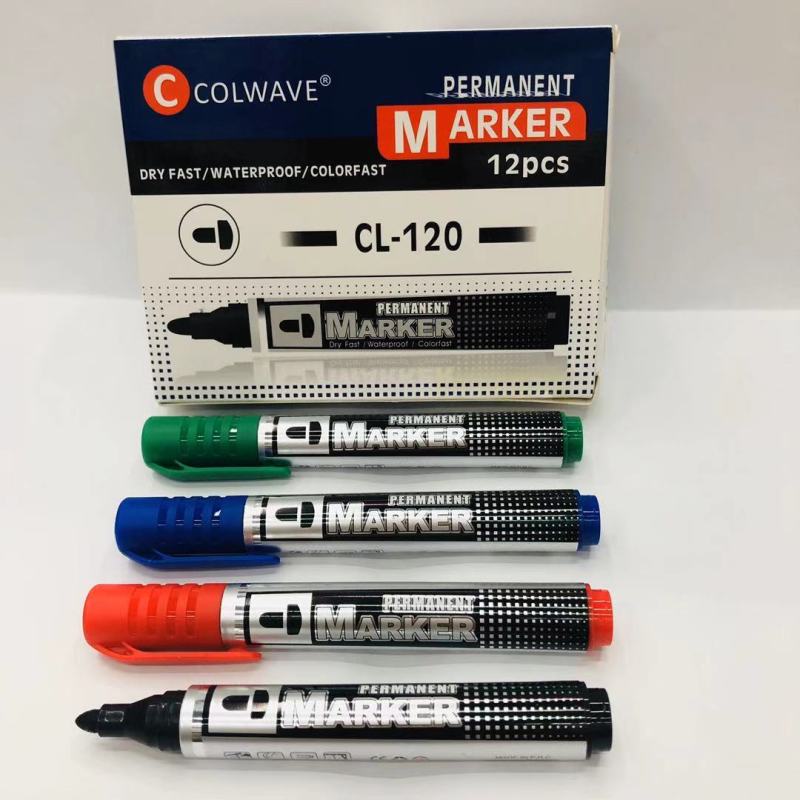 C COLWAVE®
PERMANENT
MARKER
12pcs
DRY FAST/WATERPROOF/COLORFAST
CL-120
PERMANENT
MARKER
Dry Fast / Waterproof / Colorfast
PERMANENT
MARKER
PERMANENT
MARKER
PERMANENT
MARKER
PERMANENT
MARKER